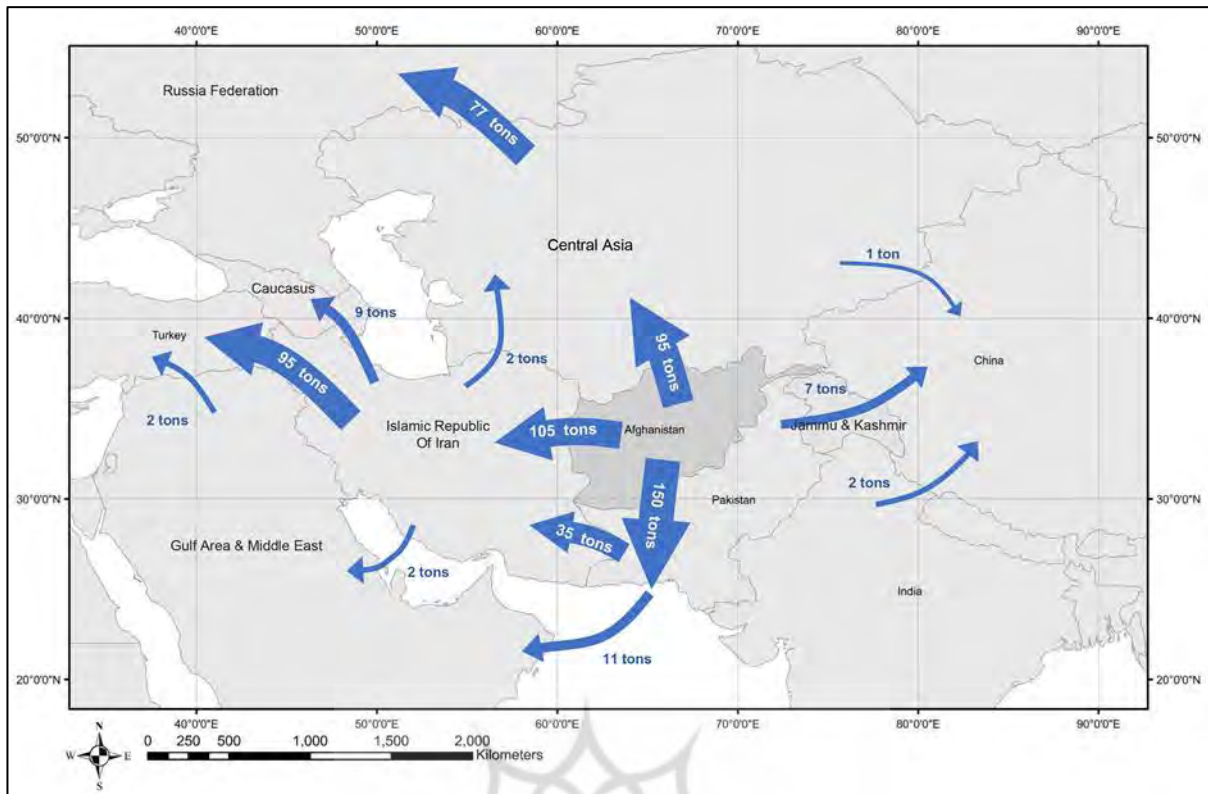 40°0'0"E 50°0'0"E 60°0'0"E 70°0'0"E 80°0'0"E 90°0'0"E
Russia Federation
77 tons
50°0'0"N 50°0'0"N
Central Asia
1 ton
Caucasus
9 tons
40°0'0"N 40°0'0"N
Turkey
95 tons
2 tons
95 tons
China
7 tons
2 tons
Islamic Republic
Of Iran
105 tons
Afghanistan
Jammu & Kashmir
2 tons
30°0'0"N 30°0'0"N
150 tons
Pakistan
35 tons
Gulf Area & Middle East
2 tons
India
11 tons
20°0'0"N 20°0'0"N
40°0'0"E 50°0'0"E 60°0'0"E 70°0'0"E 80°0'0"E 90°0'0"E
N
W E
S
0 250 500 1,000 1,500 2,000
Kilometers